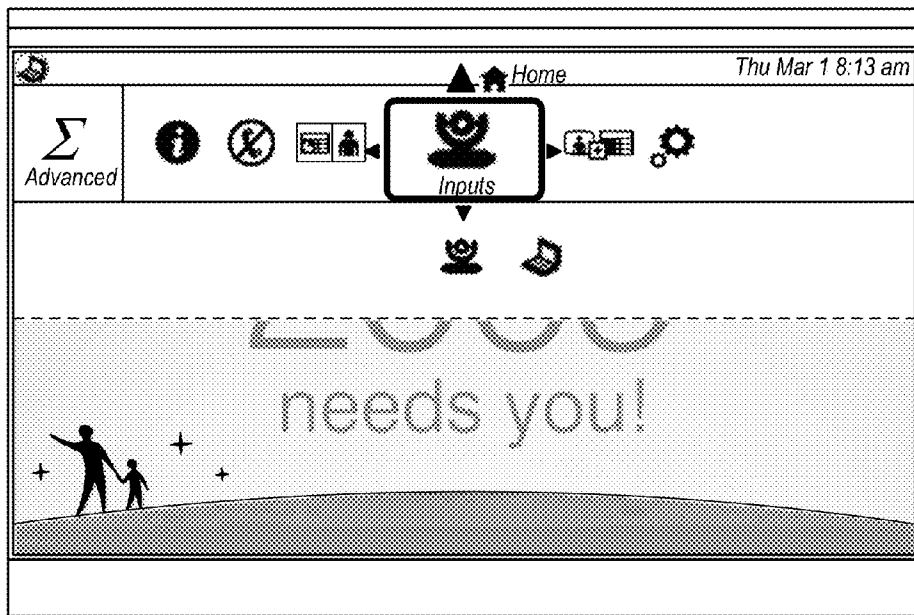 Thu Mar 1 8:13 am
Home
Σ
Advanced
Inputs
needs you!